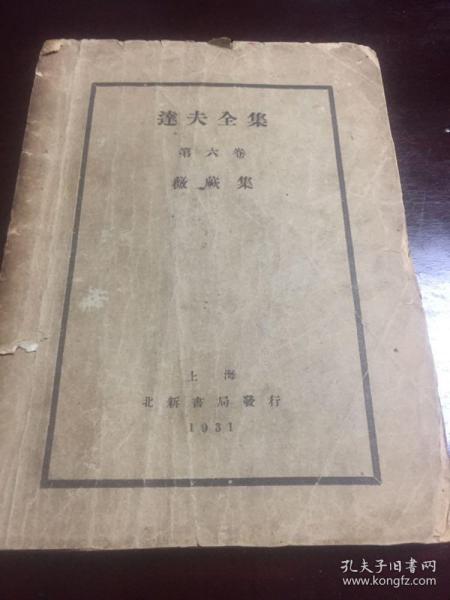 達夫全集
第六卷
薇蕨集
上海
北新書局發行
1931
孔夫子旧书网
www.kongfz.com